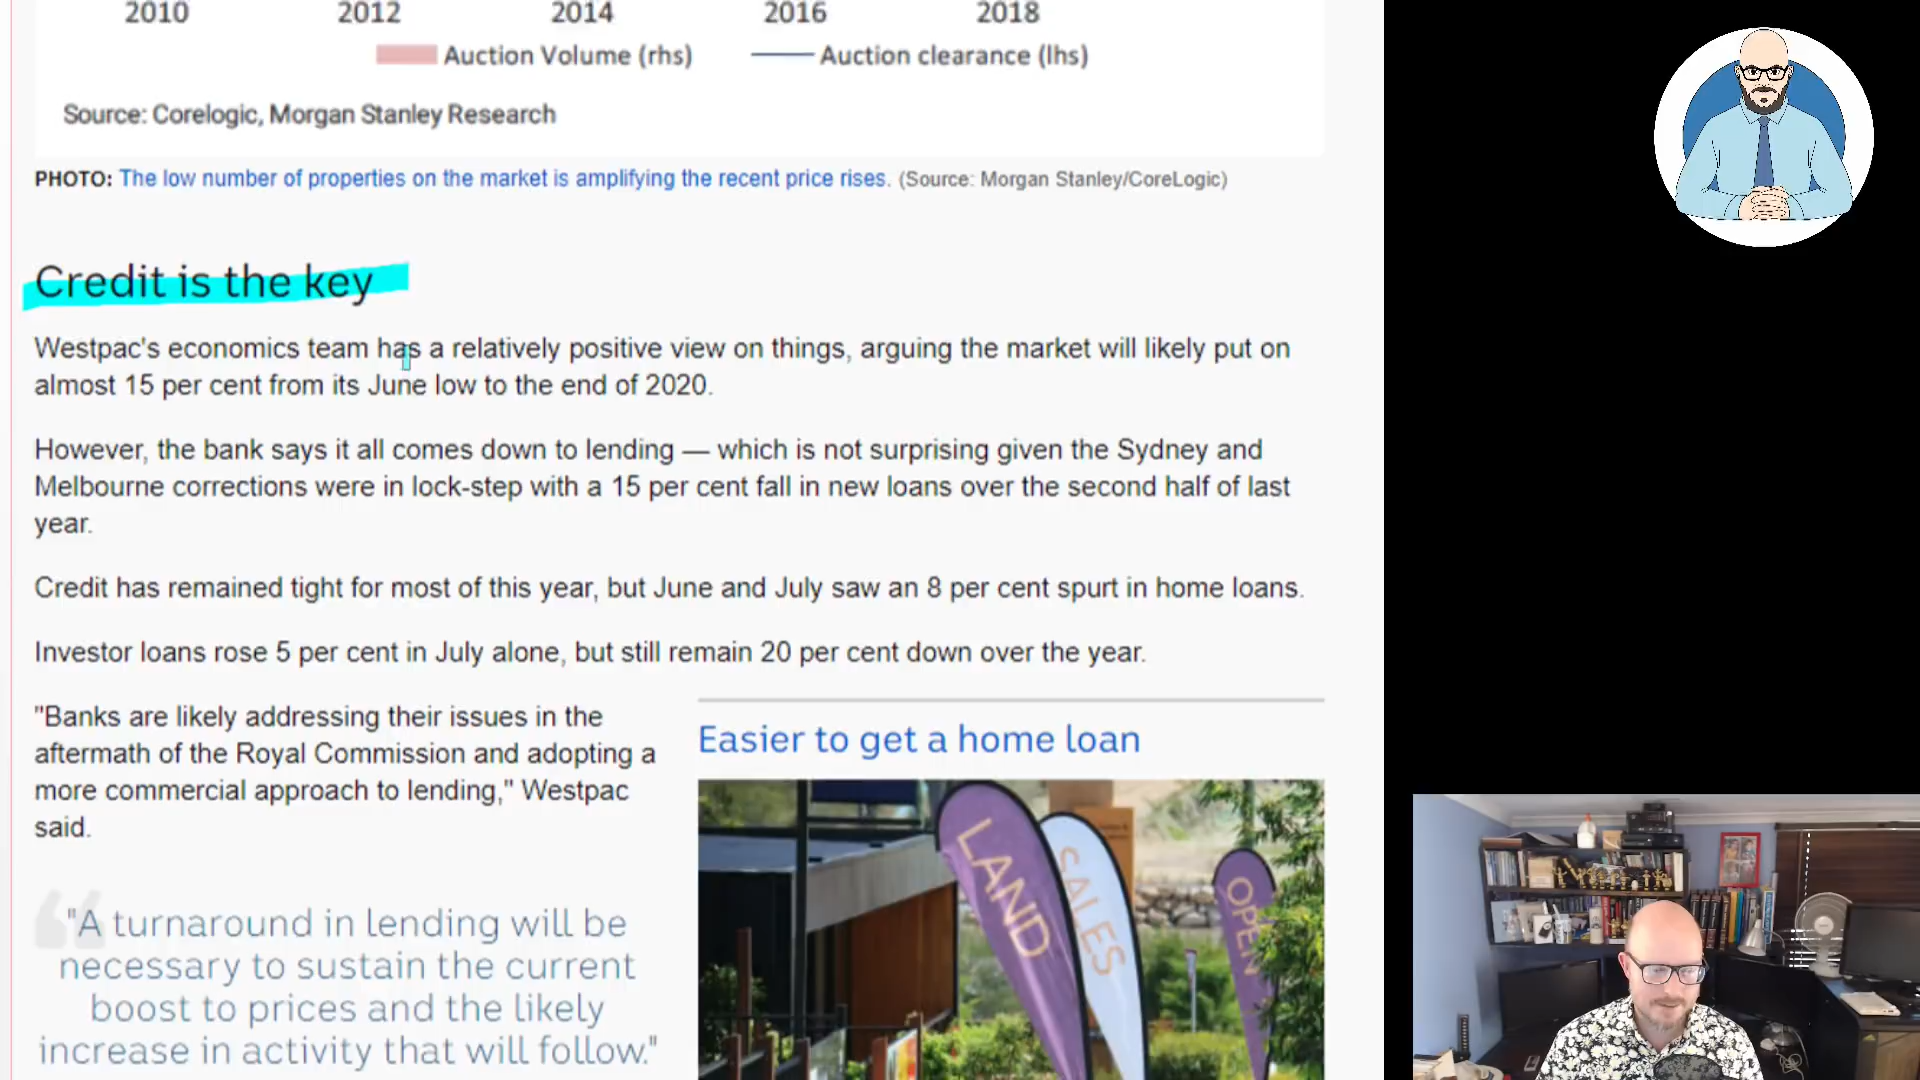 2010 2012 2014 2016 2018
Auction Volume (rhs) Auction clearance (lhs)
Source: Corelogic, Morgan Stanley Research
PHOTO: The low number of properties on the market is amplifying the recent price rises. (Source: Morgan Stanley/CoreLogic)
Credit is the key
Westpac's economics team has a relatively positive view on things, arguing the market will likely put on
almost 15 per cent from its June low to the end of 2020.
However, the bank says it all comes down to lending — which is not surprising given the Sydney and
Melbourne corrections were in lock-step with a 15 per cent fall in new loans over the second half of last
year.
Credit has remained tight for most of this year, but June and July saw an 8 per cent spurt in home loans.
Investor loans rose 5 per cent in July alone, but still remain 20 per cent down over the year.
"Banks are likely addressing their issues in the
aftermath of the Royal Commission and adopting a
more commercial approach to lending," Westpac
said.
"A turnaround in lending will be
necessary to sustain the current
boost to prices and the likely
increase in activity that will follow."
Easier to get a home loan
LAND
SALES
OPEN